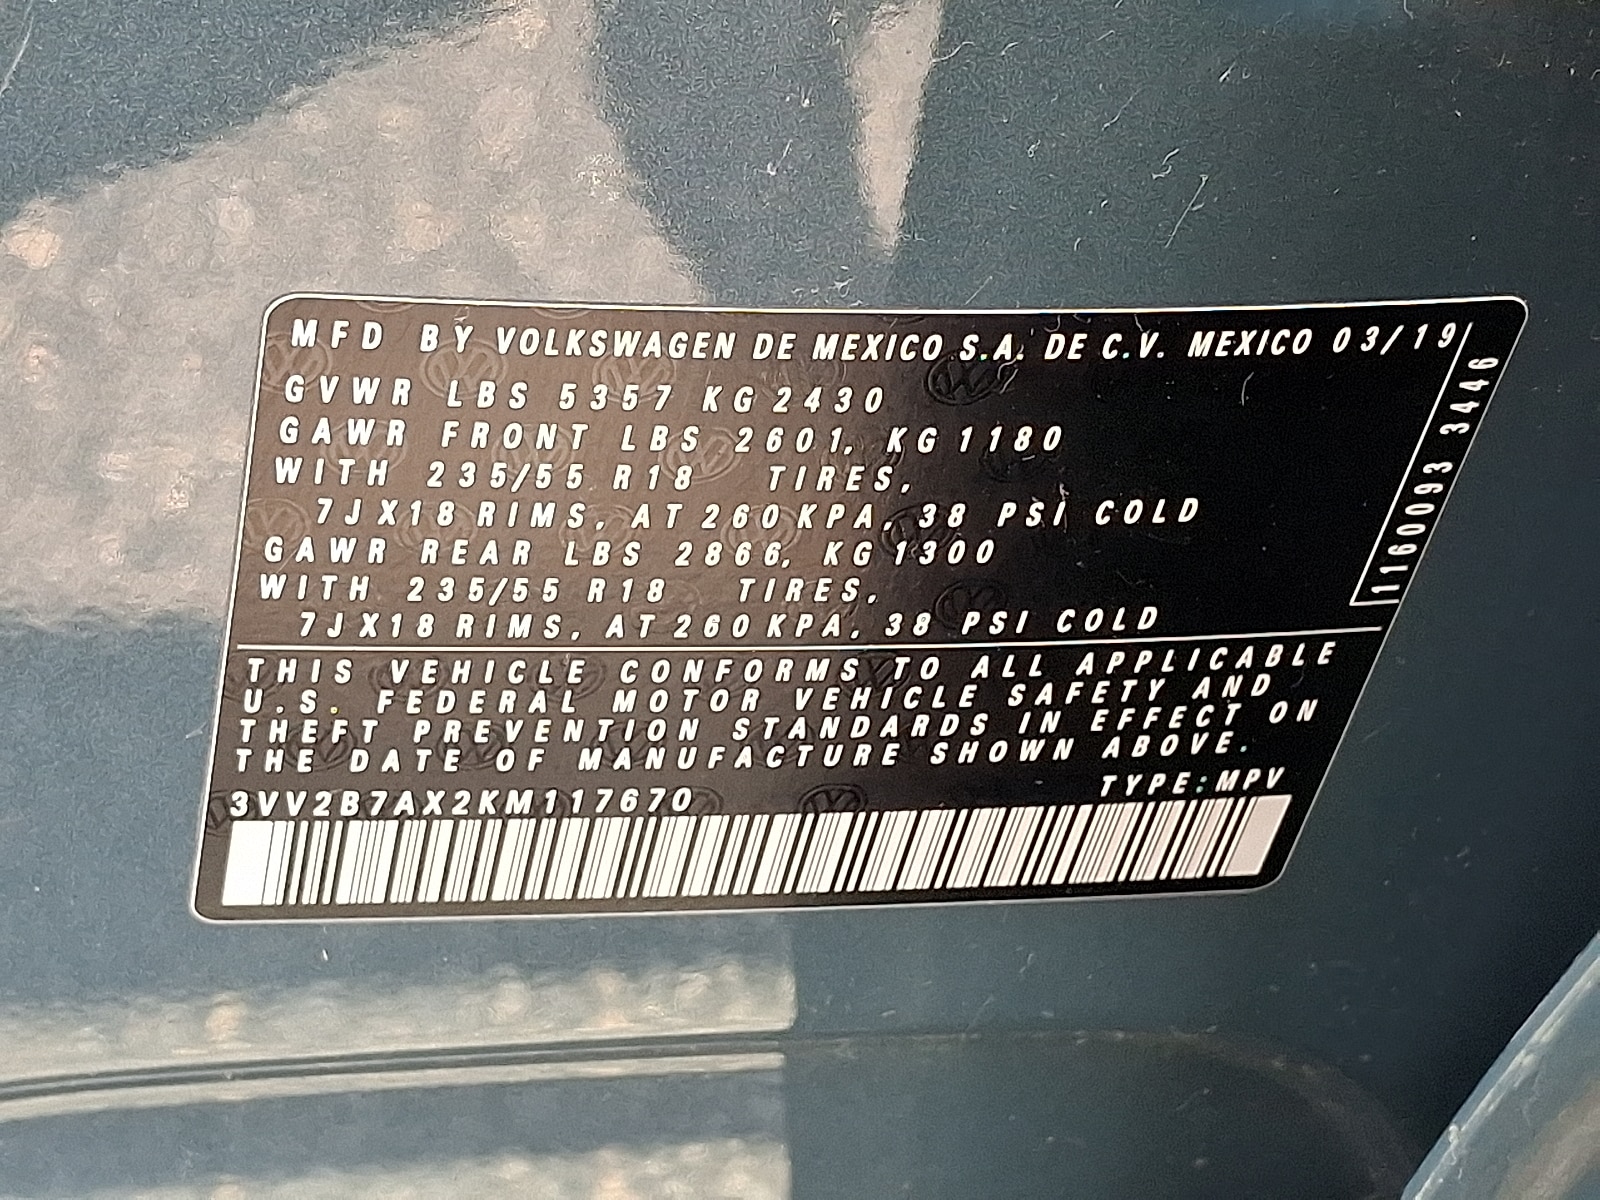 MFD BY VOLKSWAGEN DE MEXICO S.A. DE C.V. MEXICO 03/19
GVWR LBS 5357 KG 2430
GAWR FRONT LBS 2601, KG 1180
WITH 235/55 R18 TIRES,
7JX18 RIMS, AT 260 KPA, 38 PSI COLD
GAWR REAR LBS 2866, KG 1300
WITH 235/55 R18 TIRES,
7JX18 RIMS, AT 260 KPA, 38 PSI COLD
1160093 3446
THIS VEHICLE CONFORMS TO ALL APPLICABLE
U.S. FEDERAL MOTOR VEHICLE SAFETY AND
THEFT PREVENTION STANDARDS IN EFFECT ON
THE DATE OF MANUFACTURE SHOWN ABOVE.
3VV2B7AX2KM117670 TYPE:MPV